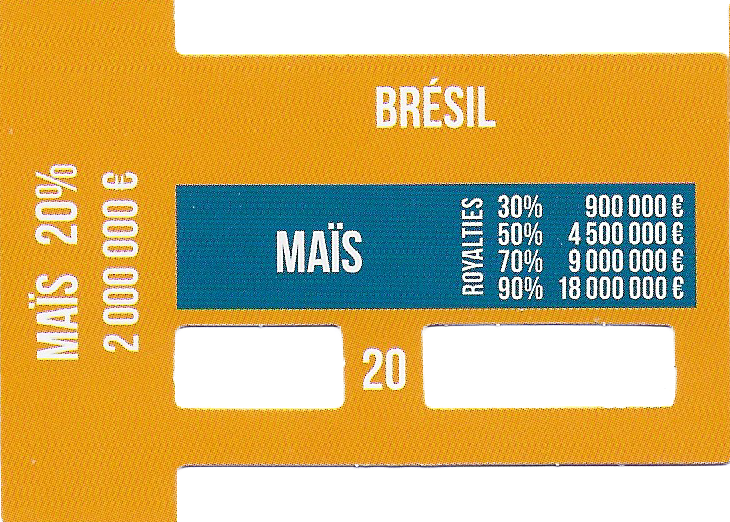 MAÏS 20%
2 000 000 €
BRÉSIL
MAÏS
ROYALTIES
30% 900 000 €
50% 4 500 000 €
70% 9 000 000 €
90% 18 000 000 €
20